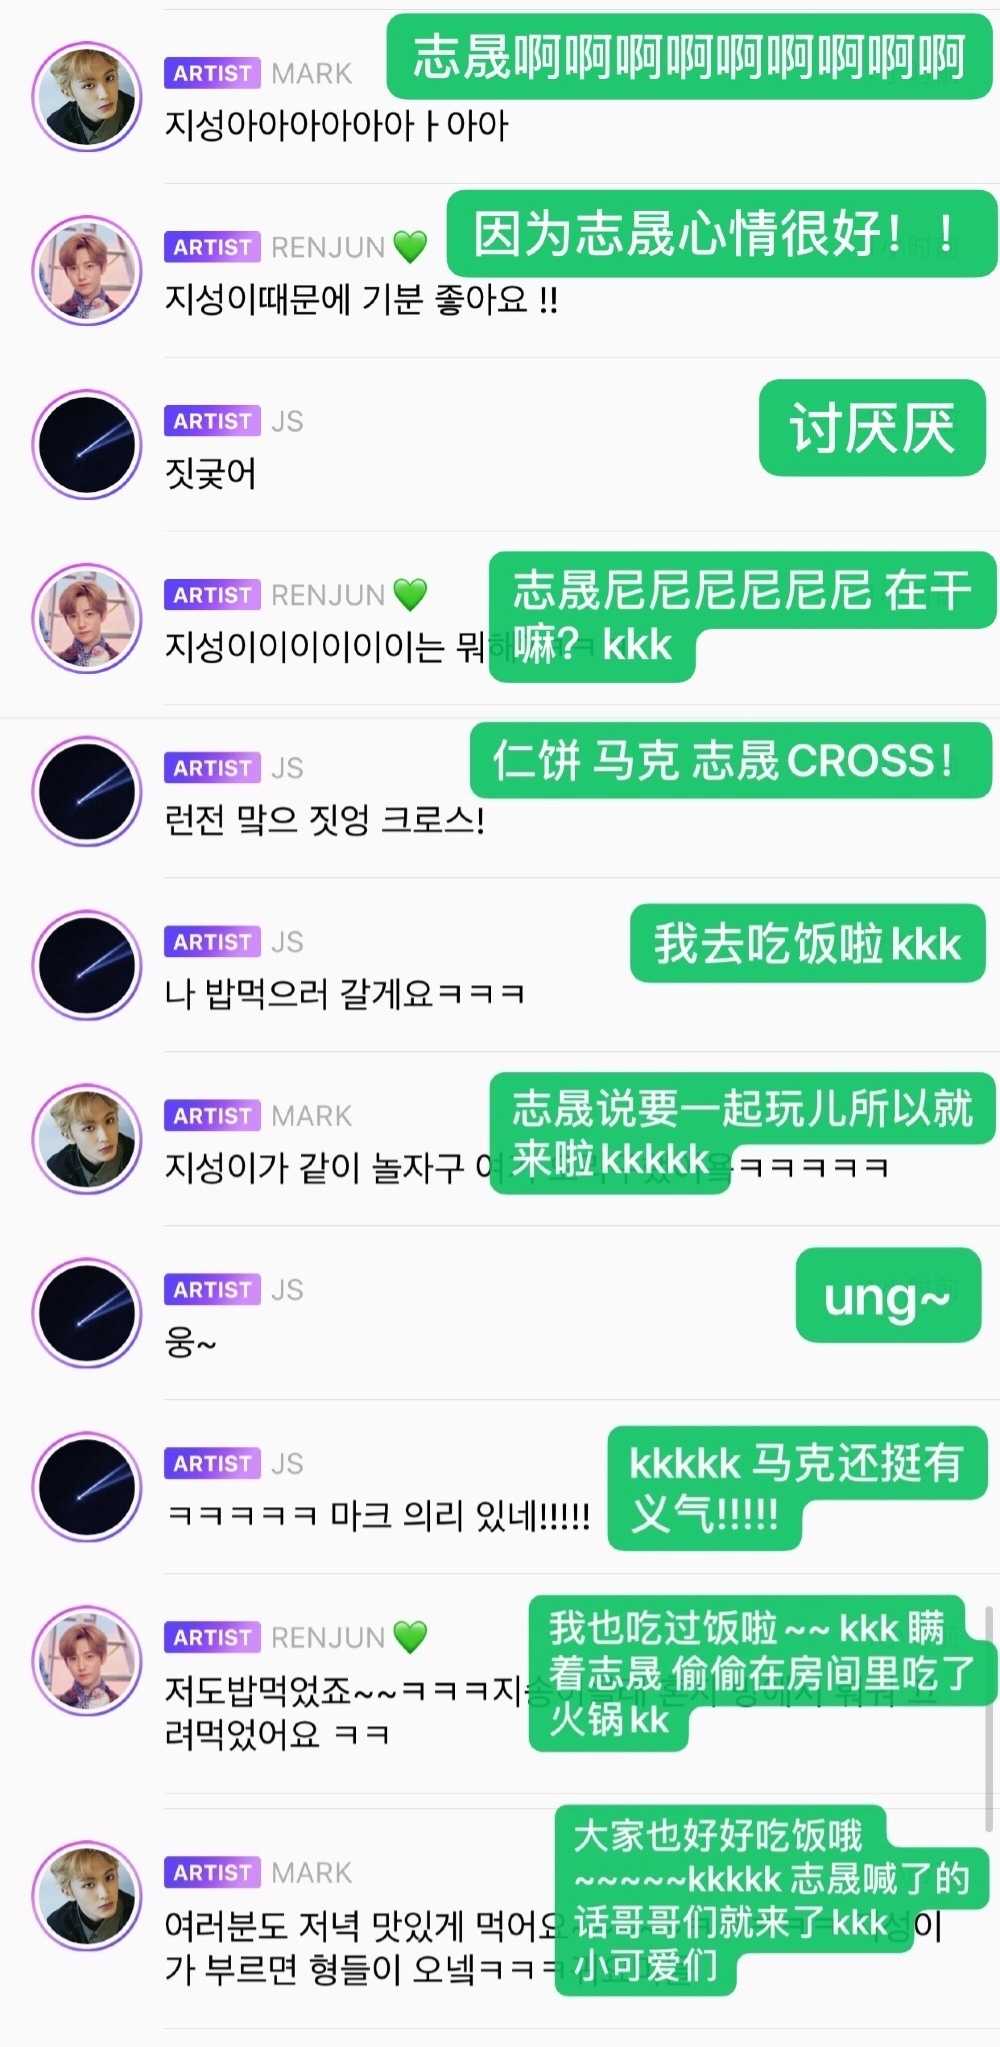 ARTIST MARK
志晟啊啊啊啊啊啊啊啊啊
지성아아아아아아ㅏ아아
ARTIST RENJUN💚
因为志晟心情很好！！
지성이때문에 기분 좋아요 !!
ARTIST JS
讨厌厌
짓궂어
ARTIST RENJUN💚
志晟尼尼尼尼尼尼 在干
嘛？kkk
지성이이이이이이는 뭐해
ARTIST JS
仁饼 马克 志晟CROSS！
런전 맠으 짓엉 크로스!
ARTIST JS
我去吃饭啦kkk
나 밥먹으러 갈게요ㅋㅋㅋ
ARTIST MARK
志晟说要一起玩儿所以就
来啦kkkkk
지성이가 같이 놀자구 ㅋㅋㅋㅋㅋ
ARTIST JS
ung~
웅~
ARTIST JS
kkkkk 马克还挺有
义气!!!!!
ㅋㅋㅋㅋㅋ 마크 의리 있네!!!!!
ARTIST RENJUN💚
我也吃过饭啦~~ kkk 瞒
着志晟 偷偷在房间里吃了
火锅kk
저도밥먹었죠~~ㅋㅋㅋ
려먹었어요 ㅋㅋ
ARTIST MARK
大家也好好吃饭哦
~~~~~kkkkk 志晟喊了的
话哥哥们就来了kkk
小可爱们
여러분도 저녁 맛있게 먹어요
가 부르면 형들이 오넼ㅋㅋㅋ